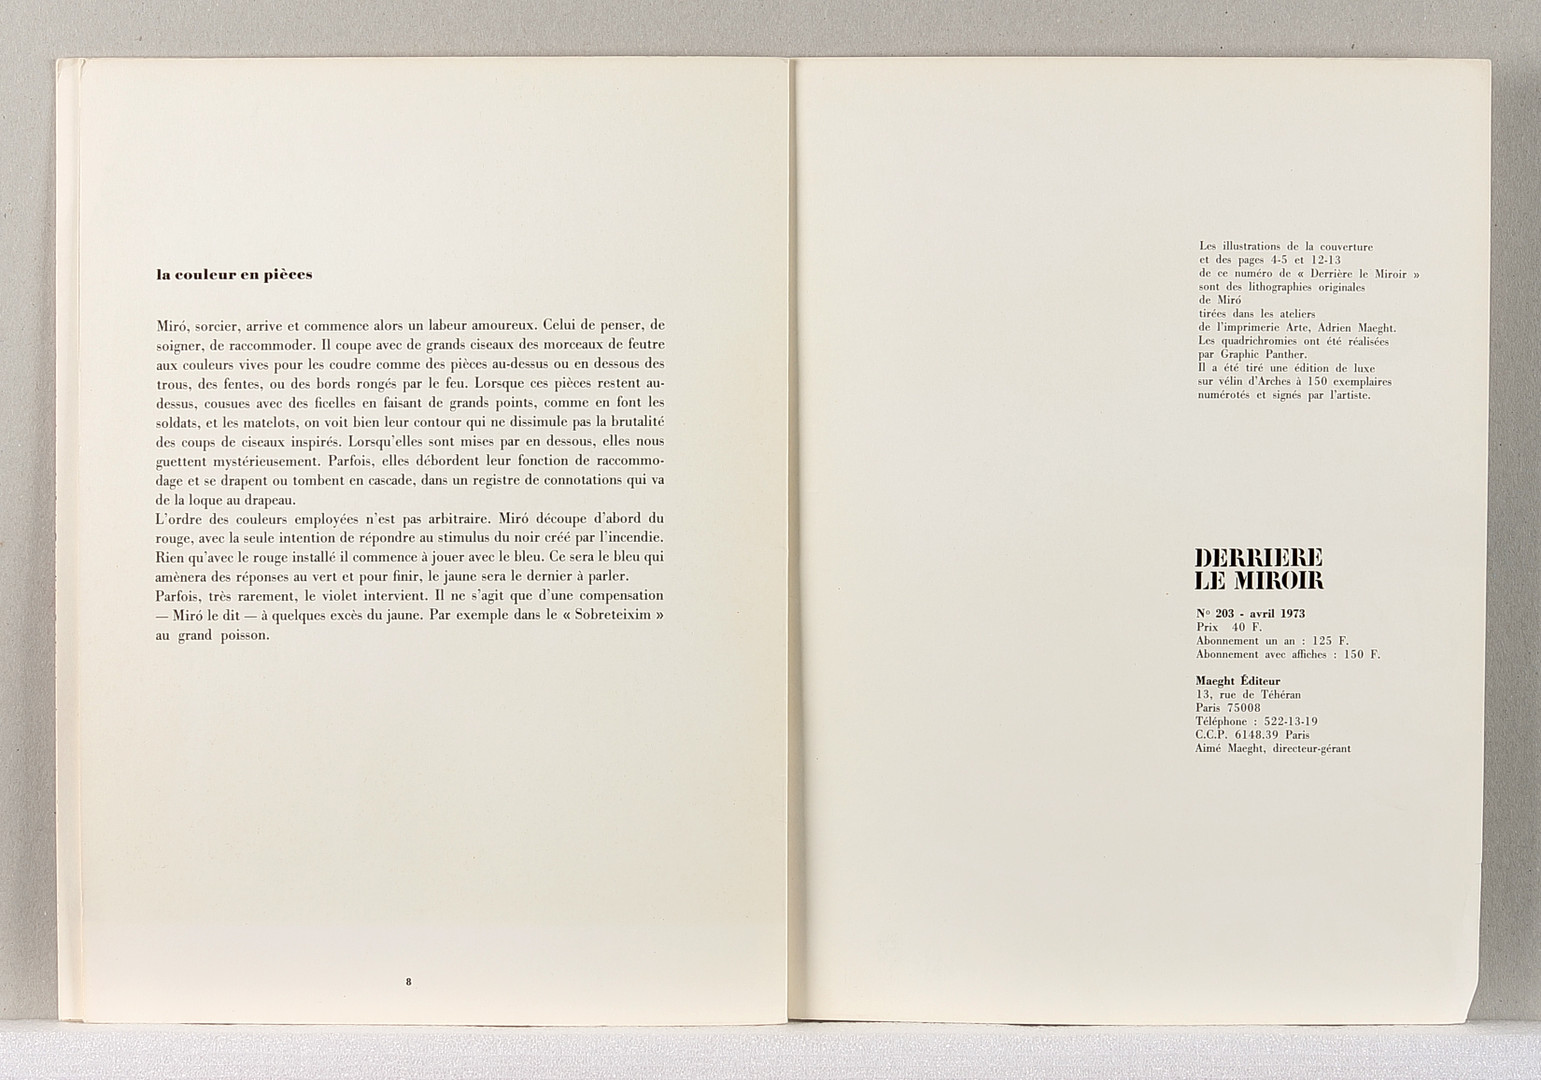 la couleur en pièces
Miró, sorcier, arrive et commence alors un labeur amoureux. Celui de penser, de
soigner, de raccommoder. Il coupe avec de grands ciseaux des morceaux de feutre
aux couleurs vives pour les coudre comme des pièces au-dessus ou en dessous des
trous, des fentes, ou des bords rongés par le feu. Lorsque ces pièces restent au-
dessus, cousues avec des ficelles en faisant de grands points, comme en font les
soldats, et les matelots, on voit bien leur contour qui ne dissimule pas la brutalité
des coups de ciseaux inspirés. Lorsqu'elles sont mises par en dessous, elles nous
guettent mystérieusement. Parfois, elles débordent leur fonction de raccommo-
dage et se drapent ou tombent en cascade, dans un registre de connotations qui va
de la loque au drapeau.
L'ordre des couleurs employées n'est pas arbitraire. Miró découpe d'abord du
rouge, avec la seule intention de répondre au stimulus du noir créé par l'incendie.
Rien qu'avec le rouge installé il commence à jouer avec le bleu. Ce sera le bleu qui
amènera des réponses au vert et pour finir, le jaune sera le dernier à parler.
Parfois, très rarement, le violet intervient. Il ne s'agit que d'une compensation
— Miró le dit — à quelques excès du jaune. Par exemple dans le « Sobreteixim »
au grand poisson.
8
Les illustrations de la couverture
et des pages 4-5 et 12-13
de ce numéro de « Derrière le Miroir »
sont des lithographies originales
de Miró
tirées dans les ateliers
de l'imprimerie Arte, Adrien Maeght.
Les quadrichromies ont été réalisées
par Graphic Panther.
Il a été tiré une édition de luxe
sur vélin d'Arches à 150 exemplaires
numérotés et signés par l'artiste.
DERRIERE
LE MIROIR
Nº 203 - avril 1973
Prix 40 F.
Abonnement un an : 125 F.
Abonnement avec affiches : 150 F.
Maeght Éditeur
13, rue de Téhéran
Paris 75008
Téléphone : 522-13-19
C.C.P. 6148.39 Paris
Aimé Maeght, directeur-gérant